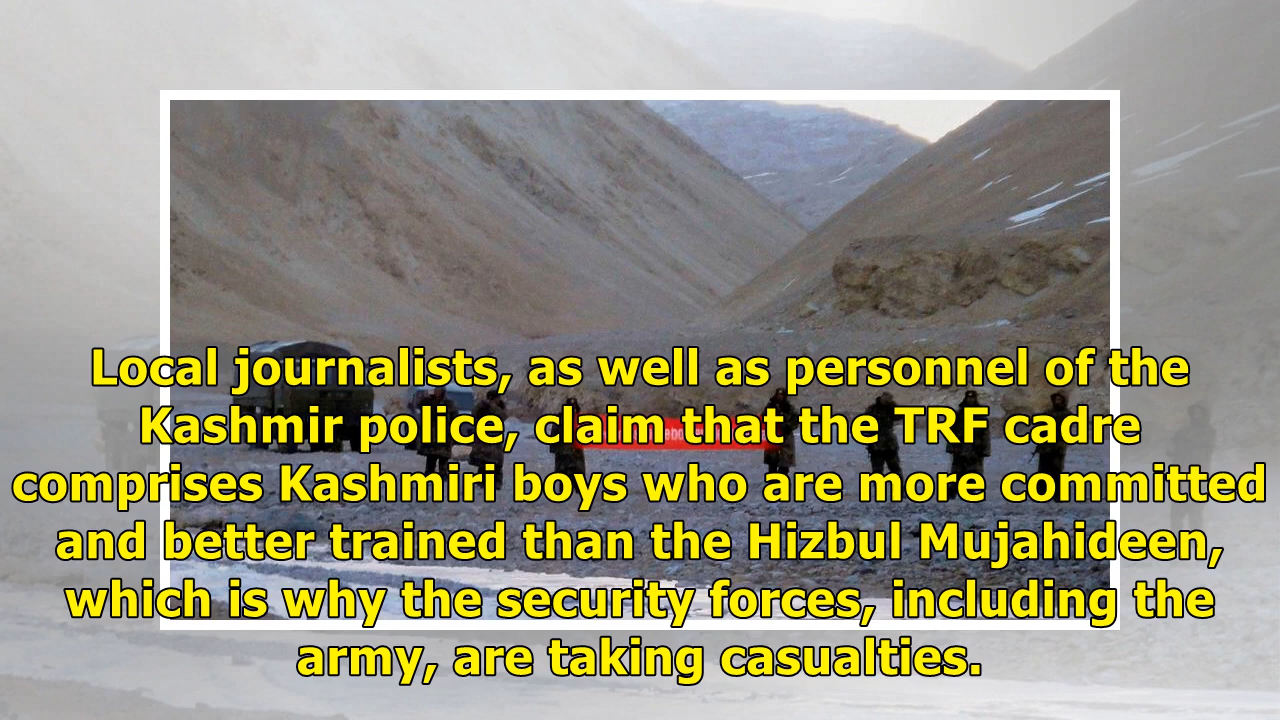 Local journalists, as well as personnel of the
Kashmir police, claim that the TRF cadre
comprises Kashmiri boys who are more committed
and better trained than the Hizbul Mujahideen,
which is why the security forces, including the
army, are taking casualties.